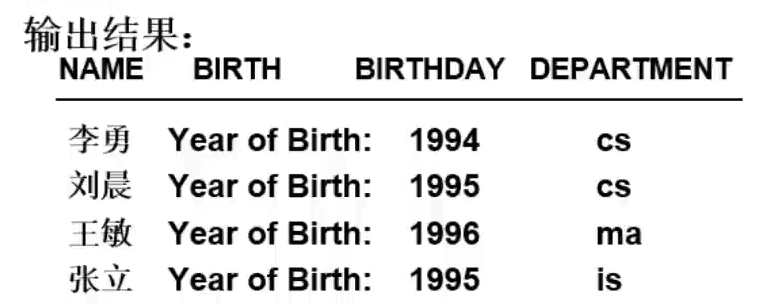 输出结果：
NAME BIRTH BIRTHDAY DEPARTMENT
李勇 Year of Birth: 1994 cs
刘晨 Year of Birth: 1995 cs
王敏 Year of Birth: 1996 ma
张立 Year of Birth: 1995 is